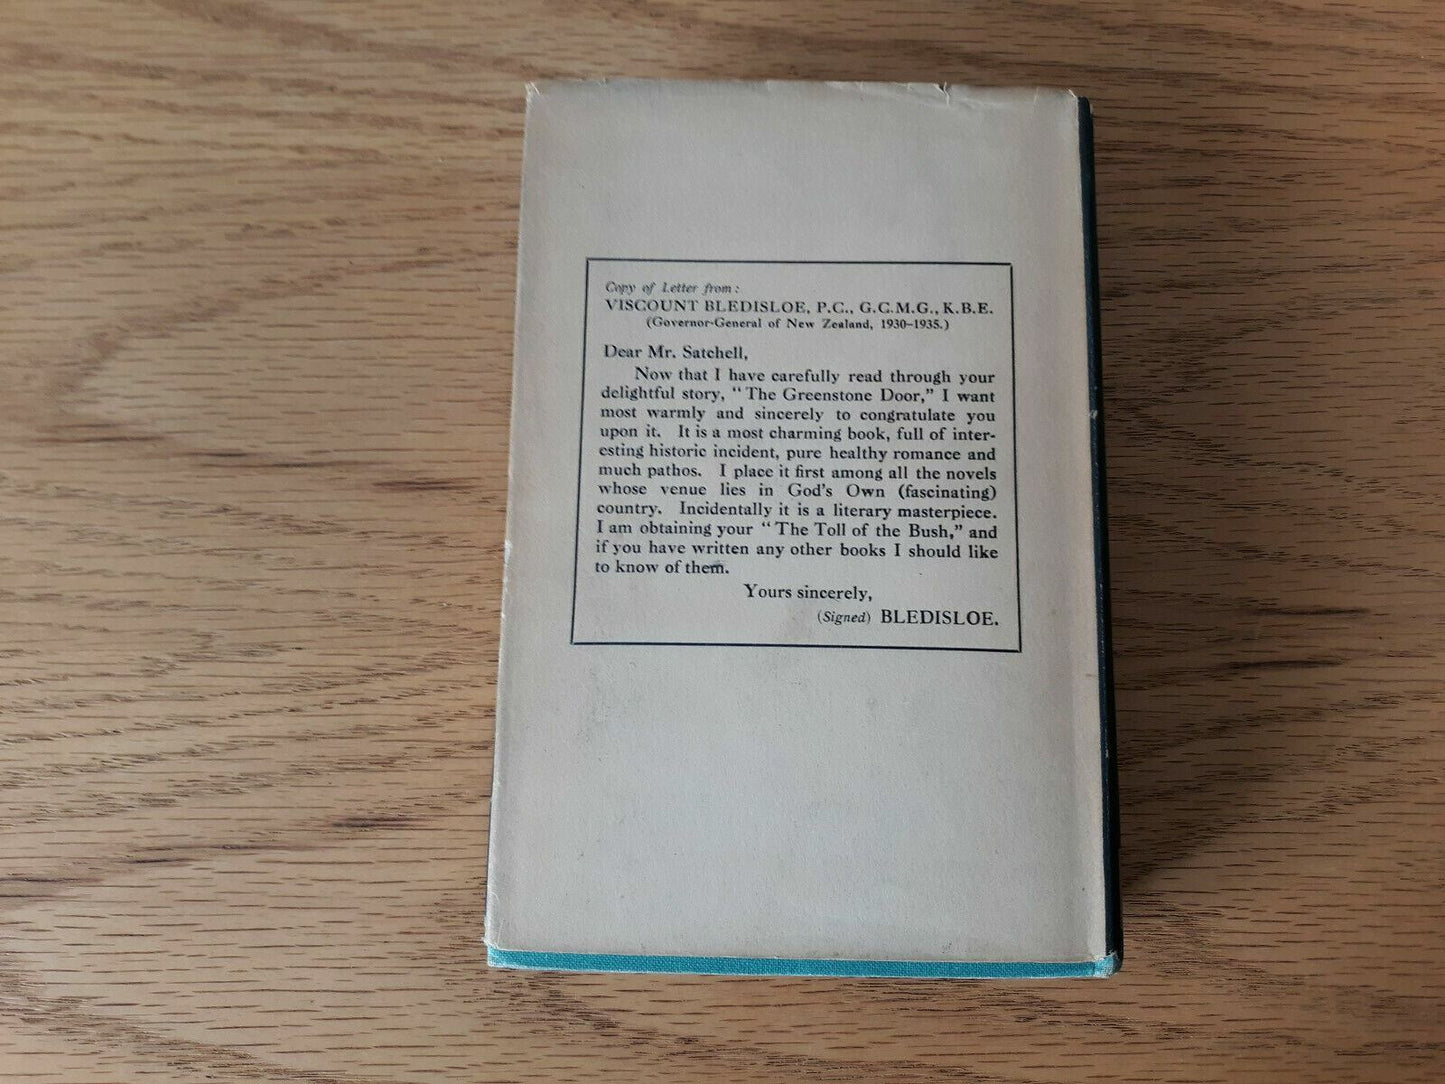 Copy of Letter from:
VISCOUNT BLEDISLOE, P.C., G.C.M.G., K.B.E.
(Governor-General of New Zealand, 1930–1935.)
Dear Mr. Satchell,
Now that I have carefully read through your
delightful story, “The Greenstone Door,” I want
most warmly and sincerely to congratulate you
upon it. It is a most charming book, full of inter-
esting historic incident, pure healthy romance and
much pathos. I place it first among all the novels
whose venue lies in God's Own (fascinating)
country. Incidentally it is a literary masterpiece.
I am obtaining your “The Toll of the Bush,” and
if you have written any other books I should like
to know of them.
Yours sincerely,
(Signed) BLEDISLOE.